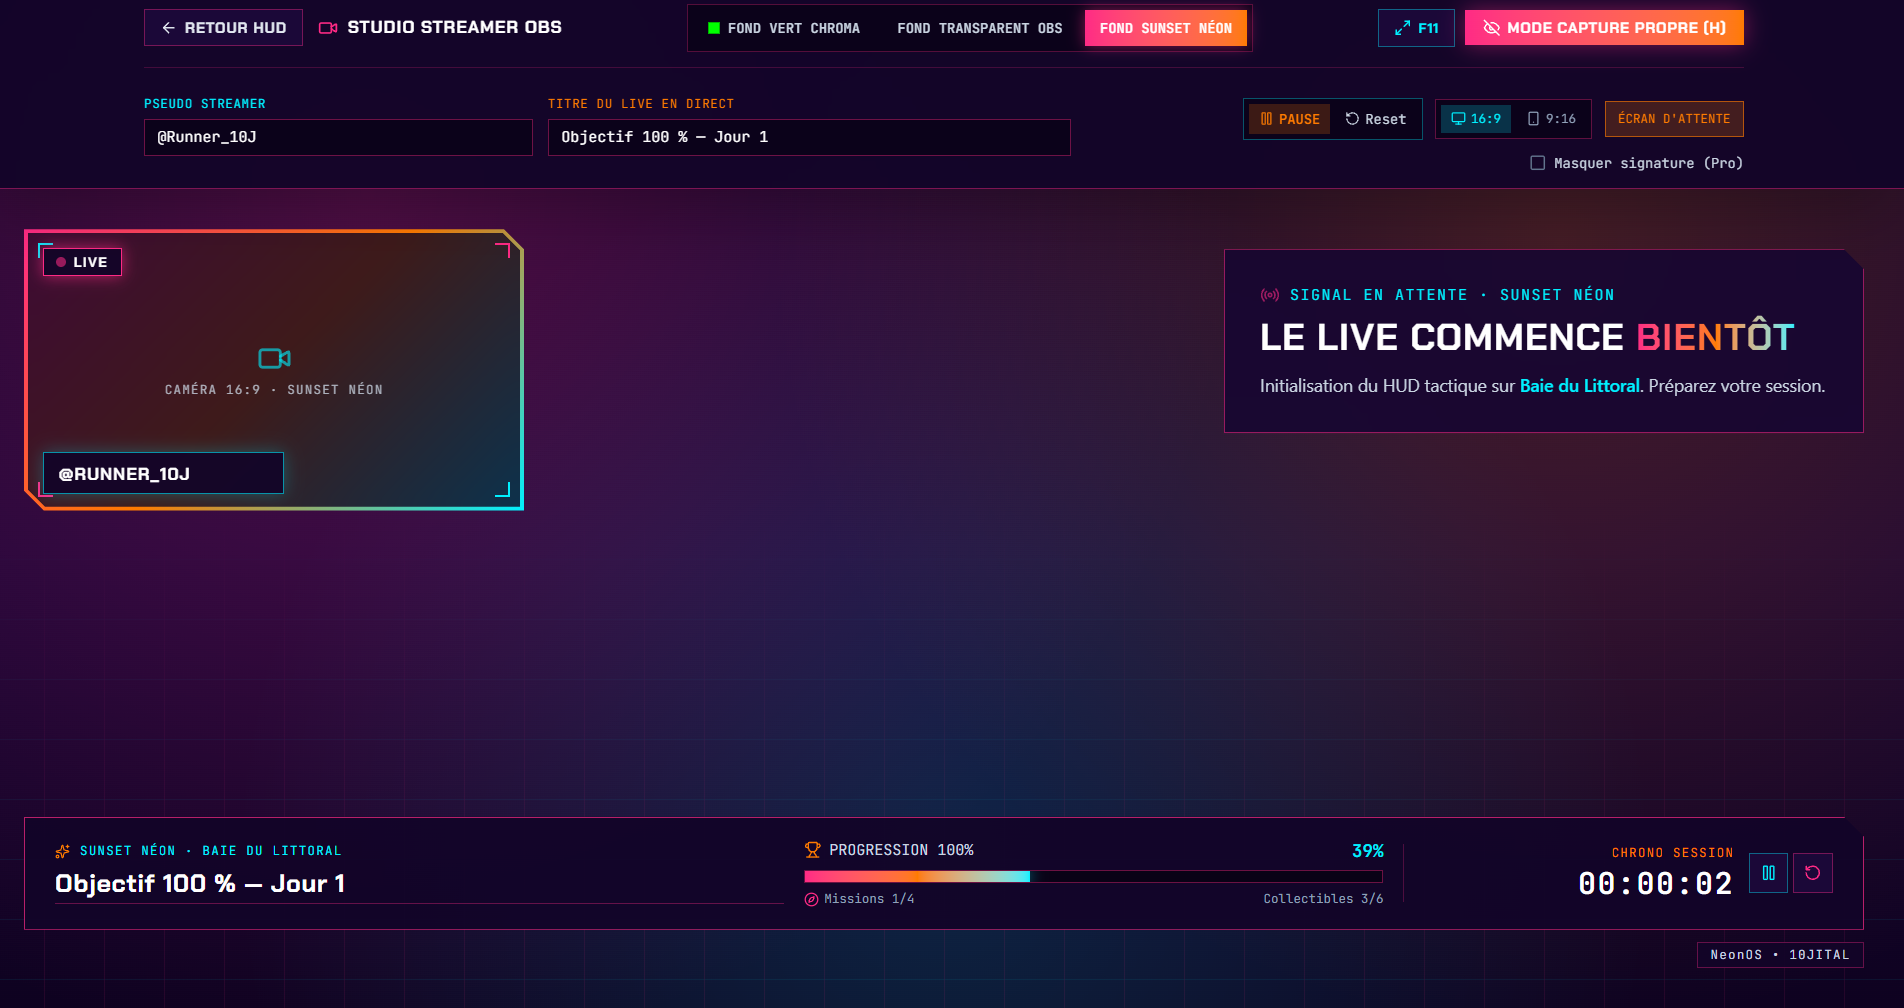 RETOUR HUD
STUDIO STREAMER OBS
FOND VERT CHROMA
FOND TRANSPARENT OBS
FOND SUNSET NÉON
F11
MODE CAPTURE PROPRE (H)
PSEUDO STREAMER
@Runner_10J
TITRE DU LIVE EN DIRECT
Objectif 100 % — Jour 1
PAUSE
Reset
16:9
9:16
ÉCRAN D'ATTENTE
Masquer signature (Pro)
LIVE
CAMÉRA 16:9 · SUNSET NÉON
@RUNNER_10J
SIGNAL EN ATTENTE · SUNSET NÉON
LE LIVE COMMENCE BIENTÔT
Initialisation du HUD tactique sur Baie du Littoral. Préparez votre session.
SUNSET NÉON · BAIE DU LITTORAL
Objectif 100 % — Jour 1
PROGRESSION 100%
39%
Missions 1/4
Collectibles 3/6
CHRONO SESSION
00:00:02
NeonOS • 10JITAL